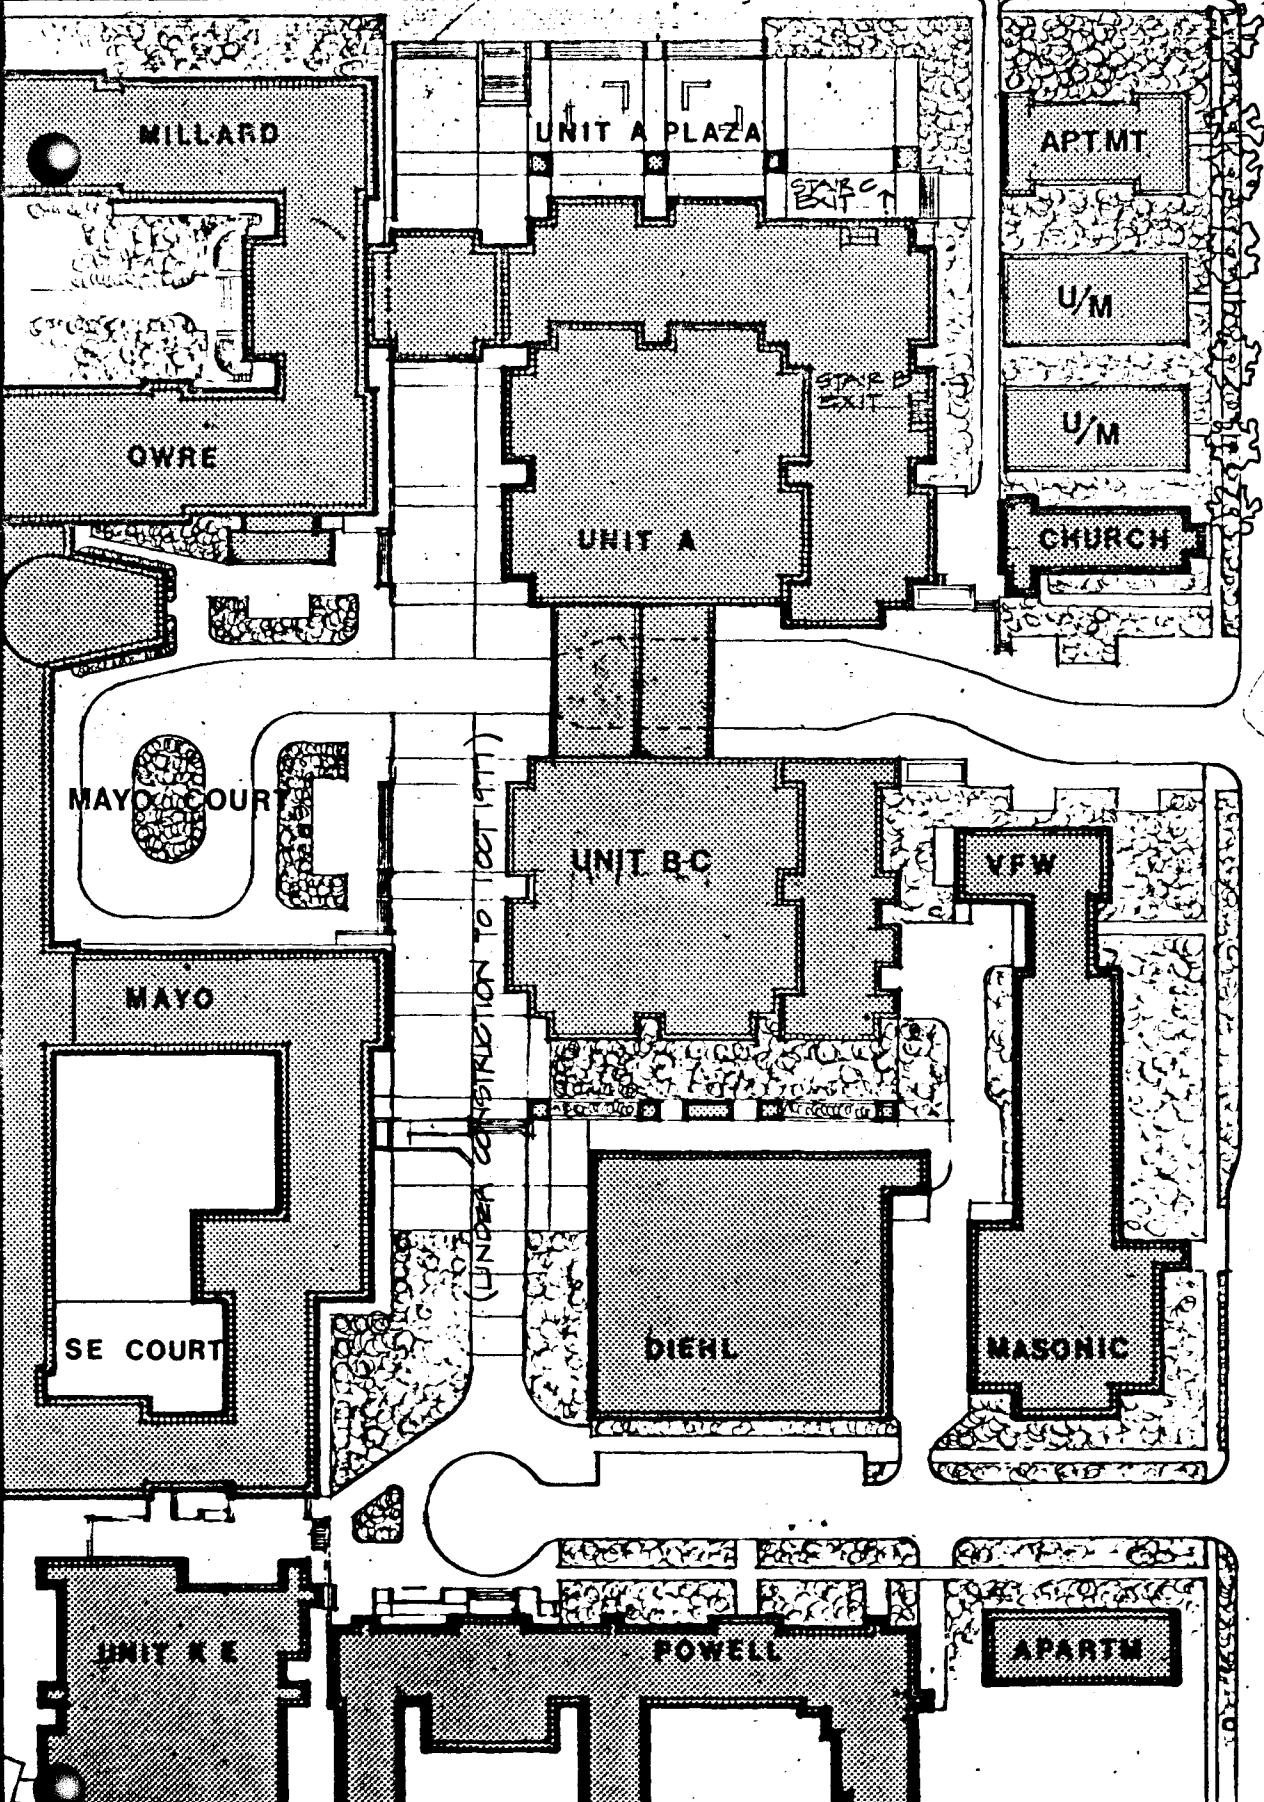 MILLARD
UNIT A PLAZA
APTMT
STAIR C
EXIT
U/M
STAIR B
EXIT
U/M
OWRE
UNIT A
CHURCH
MAYO COURT
(UNDER CONSTRUCTION TO OCT 1977)
UNIT B-C
VFW
MAYO
SE COURT
DIEHL
MASONIC
UNIT K E
POWELL
APARTM